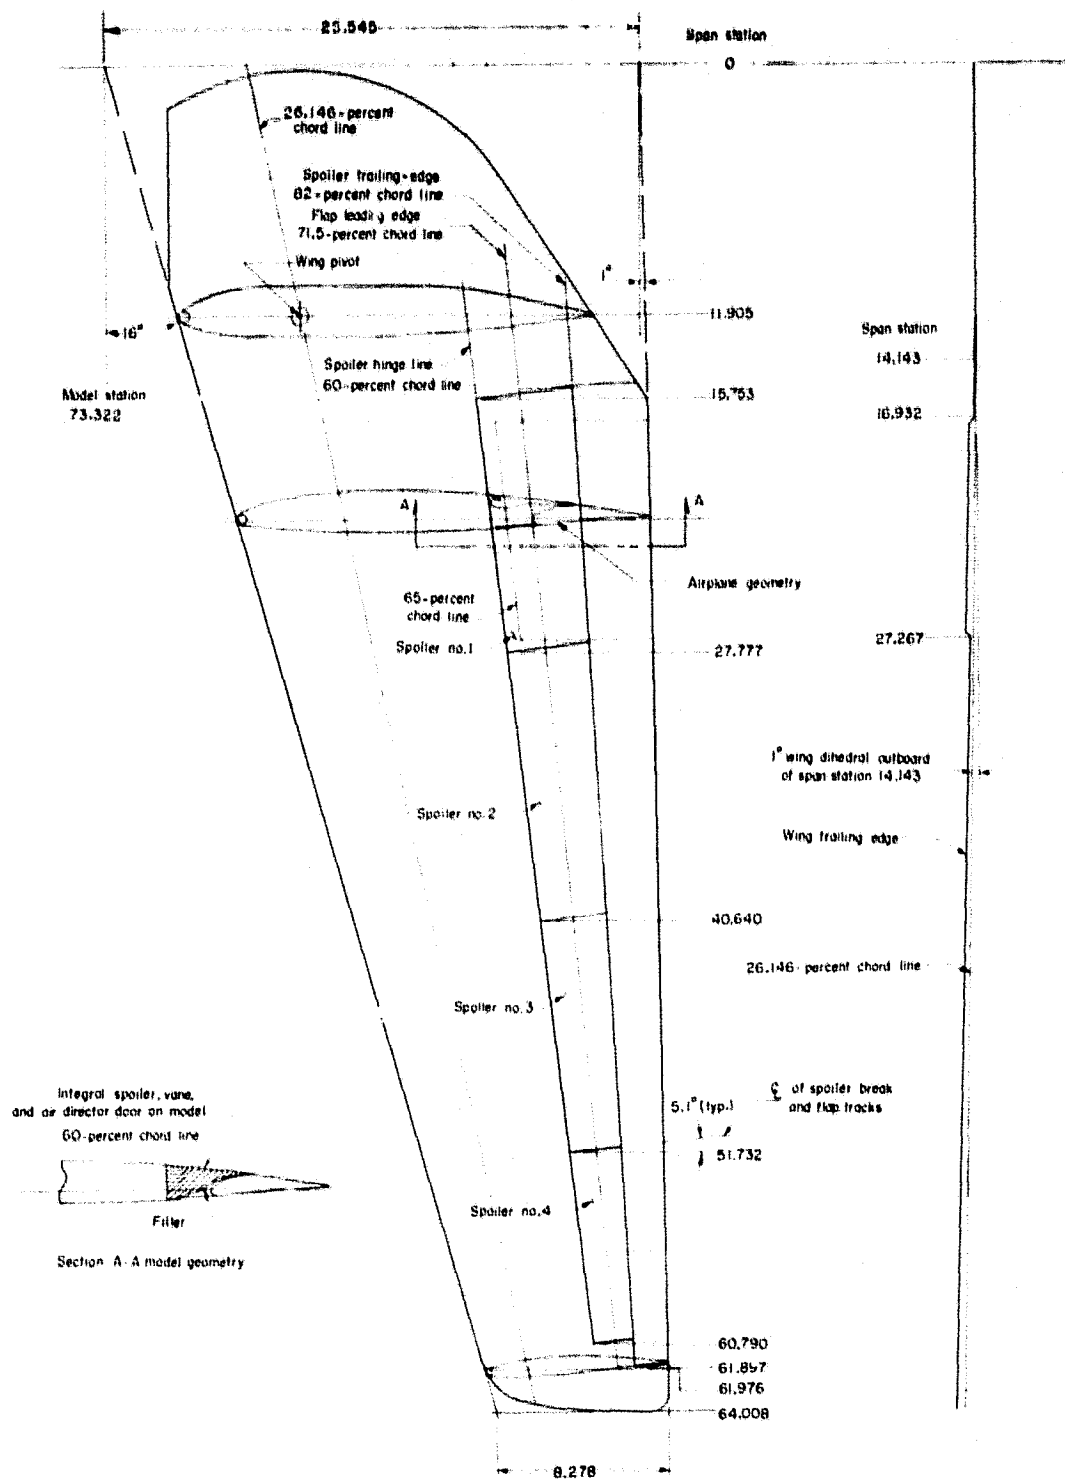 25.545
Span station
0
26.146-percent
chord line
Spoiler trailing-edge
82-percent chord line
Flap leading edge
71.5-percent chord line
Wing pivot
1°
11.905
16°
Span station
14.143
Spoiler hinge line
60-percent chord line
Model station
73.322
15.753
16.932
A
A
Airplane geometry
65-percent
chord line
Spoiler no.1
27.777
27.267
1° wing dihedral outboard
of span station 14.143
Spoiler no.2
Wing trailing edge
40.640
26.146-percent chord line
Spoiler no.3
Integral spoiler, vane,
and air director door on model
60-percent chord line
5.1° (typ.)
℄ of spoiler break
and flap tracks
51.732
Spoiler no.4
Filler
Section A-A model geometry
60.790
61.897
61.976
64.008
8.278